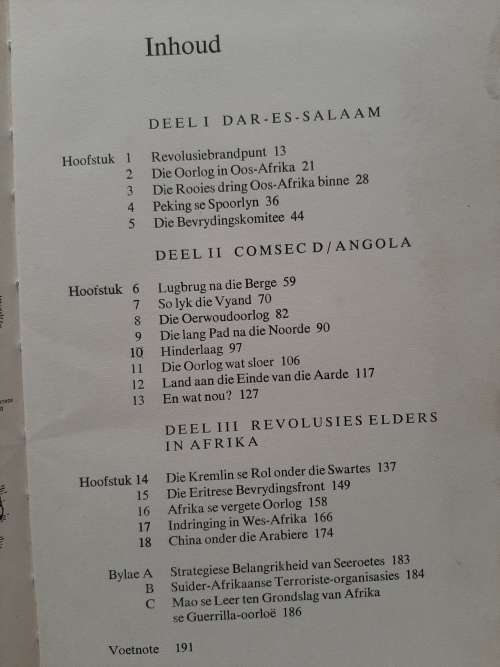 Inhoud
DEEL I DAR-ES-SALAAM
Hoofstuk 1 Revolusiebrandpunt 13
2 Die Oorlog in Oos-Afrika 21
3 Die Rooies dring Oos-Afrika binne 28
4 Peking se Spoorlyn 36
5 Die Bevrydingskomitee 44
DEEL II COMSEC D/ANGOLA
Hoofstuk 6 Lugbrug na die Berge 59
7 So lyk die Vyand 70
8 Die Oerwoudoorlog 82
9 Die lang Pad na die Noorde 90
10 Hinderlaag 97
11 Die Oorlog wat sloer 106
12 Land aan die Einde van die Aarde 117
13 En wat nou? 127
DEEL III REVOLUSIES ELDERS
IN AFRIKA
Hoofstuk 14 Die Kremlin se Rol onder die Swartes 137
15 Die Eritrese Bevrydingsfront 149
16 Afrika se vergete Oorlog 158
17 Indringing in Wes-Afrika 166
18 China onder die Arabiere 174
Bylae A Strategiese Belangrikheid van Seeroetes 183
B Suider-Afrikaanse Terroriste-organisasies 184
C Mao se Leer ten Grondslag van Afrika
se Guerrilla-oorloë 186
Voetnote 191